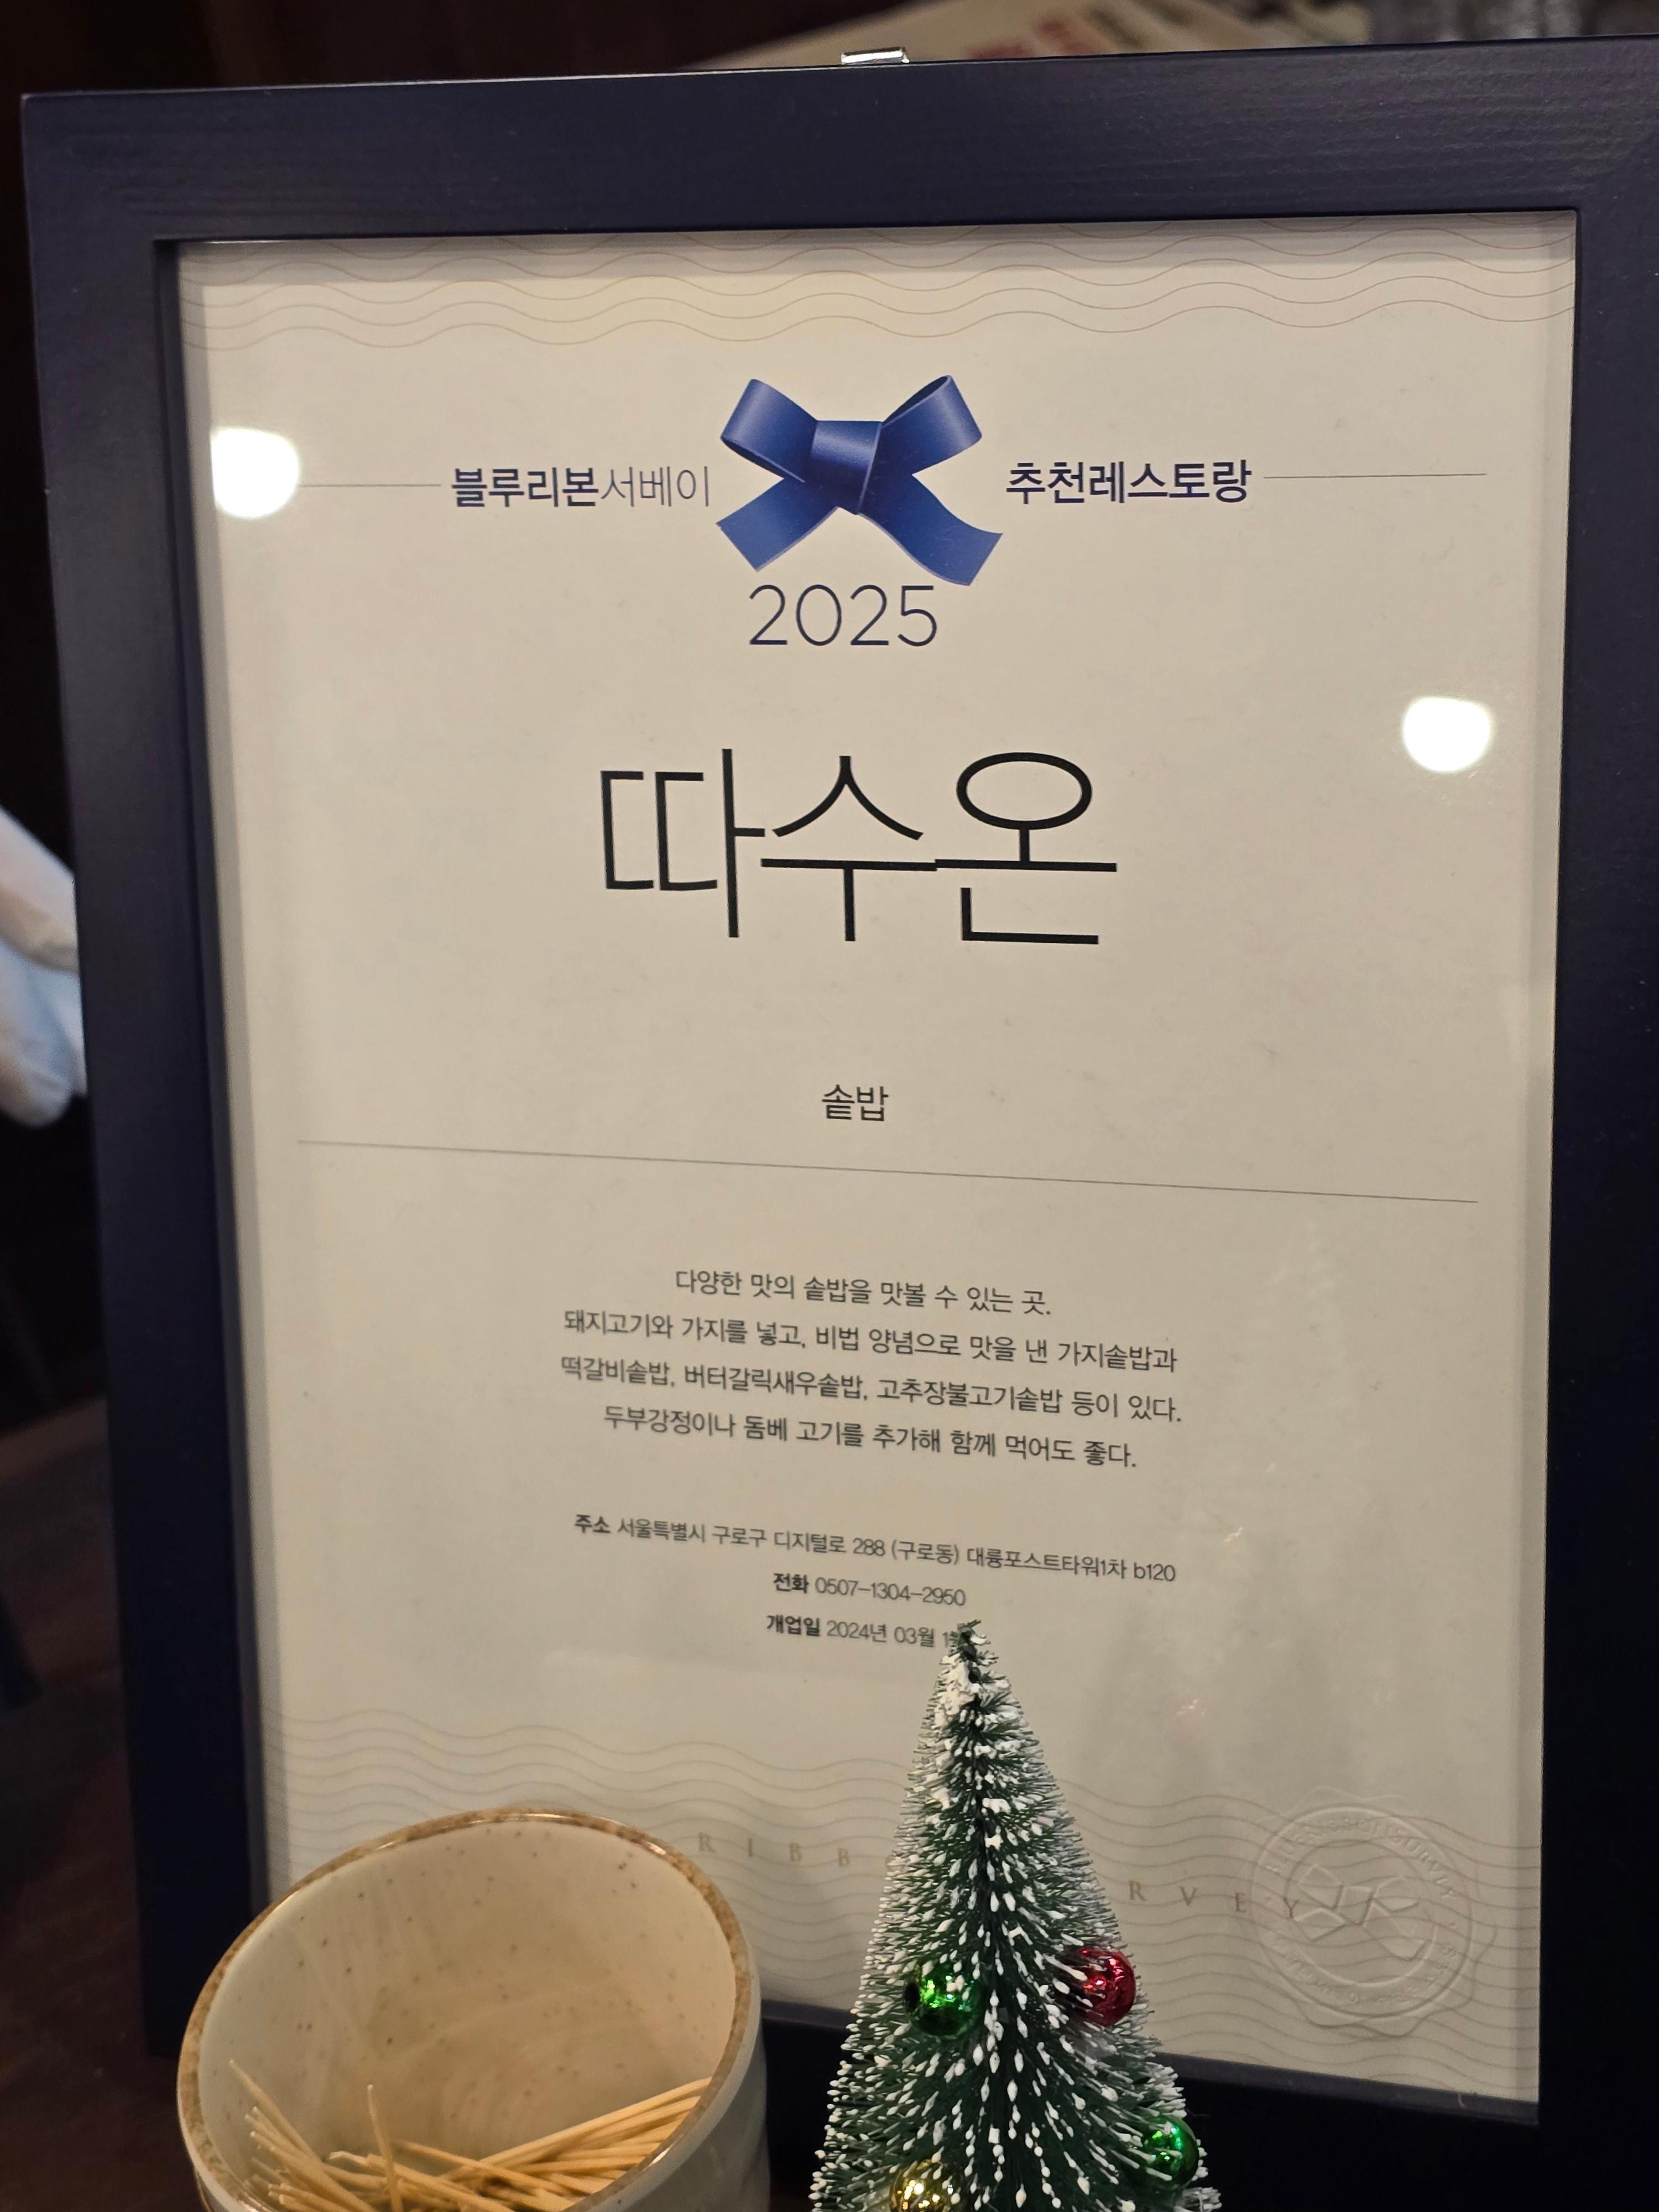 블루리본서베이 추천레스토랑
2025
따수온
솥밥
다양한 맛의 솥밥을 맛볼 수 있는 곳.
돼지고기와 가지를 넣고, 비법 양념으로 맛을 낸 가지솥밥과
떡갈비솥밥, 버터갈릭새우솥밥, 고추장불고기솥밥 등이 있다.
두부강정이나 돔베 고기를 추가해 함께 먹어도 좋다.
주소 서울특별시 구로구 디지털로 288 (구로동) 대륭포스트타워1차 b120
전화 0507-1304-2950
개업일 2024년 03월
RIBB RVEY